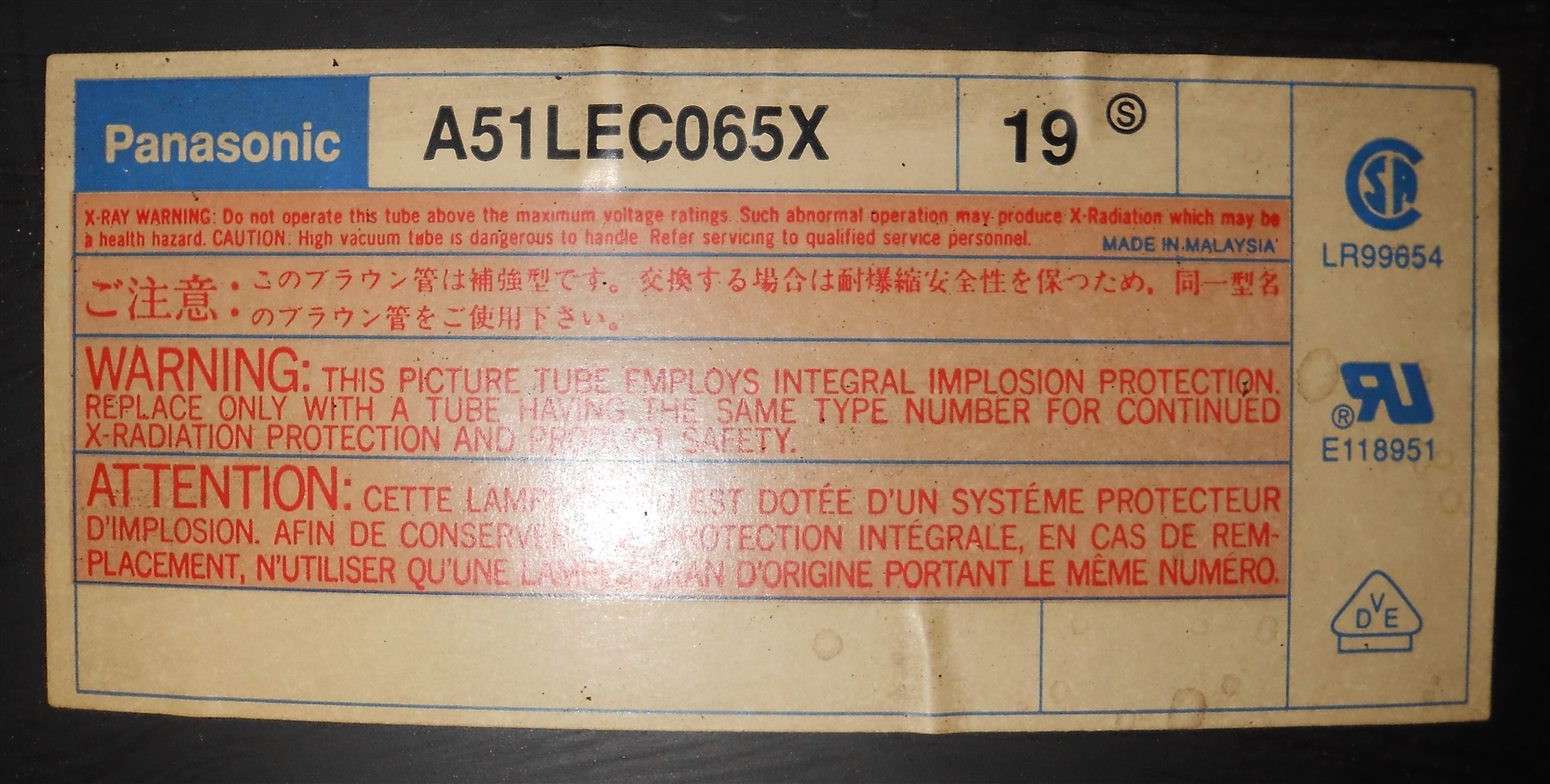 Panasonic A51LEC065X 19 Ⓢ
X-RAY WARNING: Do not operate this tube above the maximum voltage ratings. Such abnormal operation may produce X-Radiation which may be
a health hazard. CAUTION: High vacuum tube is dangerous to handle. Refer servicing to qualified service personnel. MADE IN MALAYSIA
ご注意:このブラウン管は補強型です。交換する場合は耐爆縮安全性を保つため,同一型名
のブラウン管をご使用下さい。
WARNING: THIS PICTURE TUBE EMPLOYS INTEGRAL IMPLOSION PROTECTION.
REPLACE ONLY WITH A TUBE HAVING THE SAME TYPE NUMBER FOR CONTINUED
X-RADIATION PROTECTION AND PRODUCT SAFETY.
ATTENTION: CETTE EST DOTÉE D'UN SYSTÉME PROTECTEUR
D'IMPLOSION. AFIN DE CONSERVER PROTECTION INTÉGRALE, EN CAS DE REM-
PLACEMENT, N'UTILISER QU'UNE D'ORIGINE PORTANT LE MÊME NUMÉRO.
CSA
LR99654
UR®
E118951
DVE